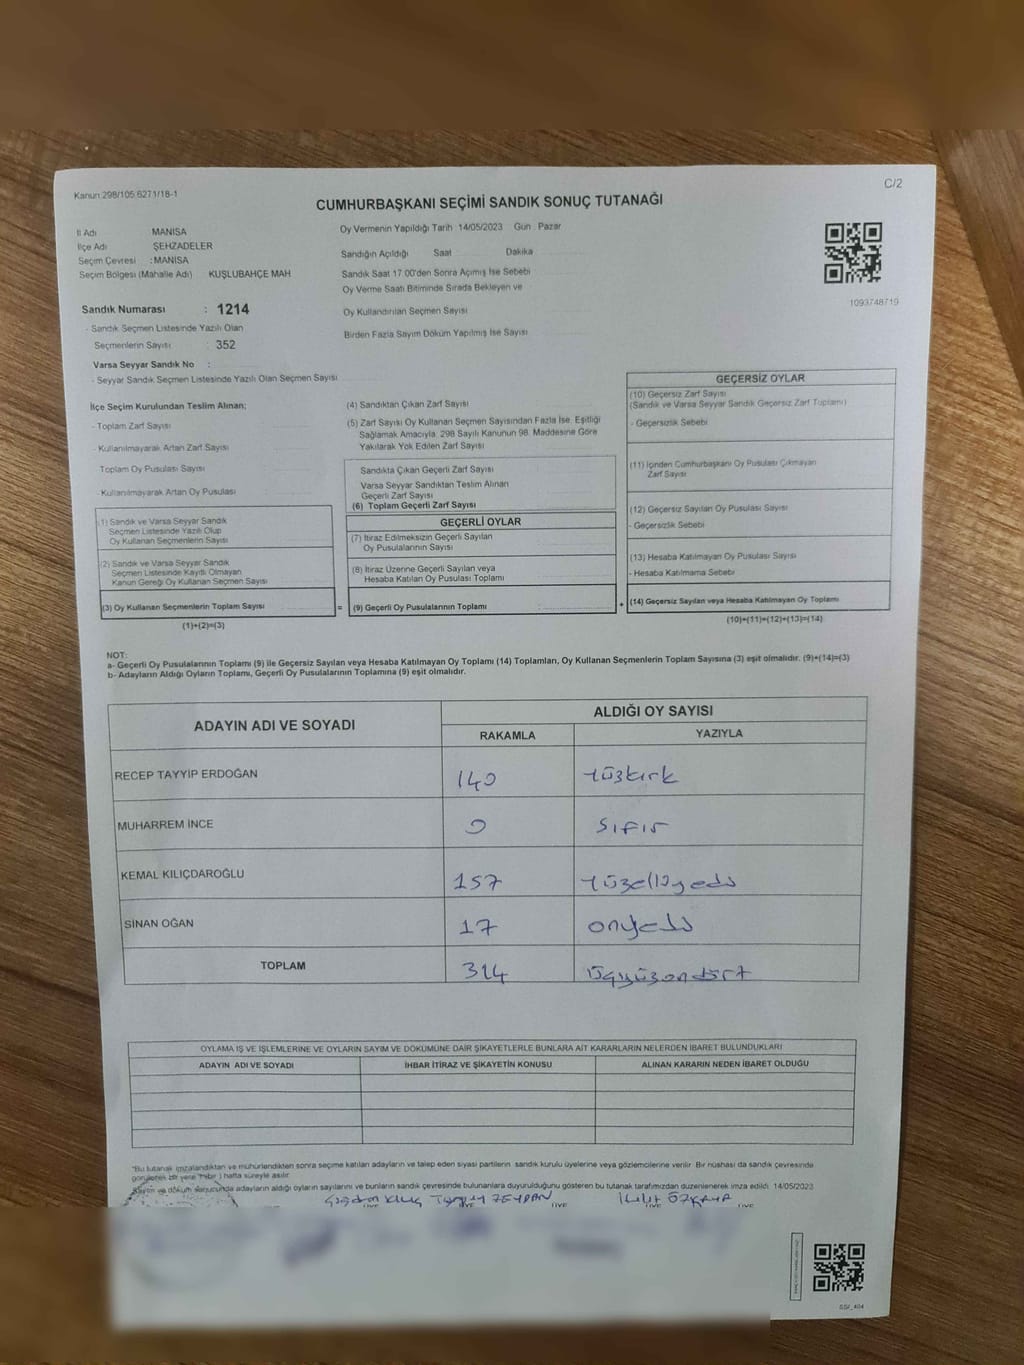 Kanun 298/105 6271/18-1
C/2
CUMHURBAŞKANI SEÇİMİ SANDIK SONUÇ TUTANAĞI
İl Adı MANİSA
İlçe Adı ŞEHZADELER
Seçim Çevresi : MANİSA
Seçim Bölgesi (Mahalle Adı) KUŞLUBAHÇE MAH
Sandık Numarası : 1214
- Sandık Seçmen Listesinde Yazılı Olan
Seçmenlerin Sayısı : 352
Varsa Seyyar Sandık No :
- Seyyar Sandık Seçmen Listesinde Yazılı Olan Seçmen Sayısı
Oy Vermenin Yapıldığı Tarih 14/05/2023 Gün Pazar
Sandığın Açıldığı Saat Dakika
Sandık Saat 17.00'den Sonra Açımış İse Sebebi
Oy Verme Saati Bitiminde Sırada Bekleyen ve
Oy Kullandırılan Seçmen Sayısı
Birden Fazla Sayım Döküm Yapılmış İse Sayısı
1093748719
İlçe Seçim Kurulundan Teslim Alınan;
- Toplam Zarf Sayısı
- Kullanılmayarak Artan Zarf Sayısı
Toplam Oy Pusulası Sayısı
- Kullanılmayarak Artan Oy Pusulası
(1) Sandık ve Varsa Seyyar Sandık
Seçmen Listesinde Yazılı Olup
Oy Kullanan Seçmenlerin Sayısı
(2) Sandık ve Varsa Seyyar Sandık
Seçmen Listesinde Kayıtlı Olmayan
Kanun Gereği Oy Kullanan Seçmen Sayısı
(3) Oy Kullanan Seçmenlerin Toplam Sayısı
(1)+(2)=(3)
=
(4) Sandıktan Çıkan Zarf Sayısı
(5) Zarf Sayısı Oy Kullanan Seçmen Sayısından Fazla İse, Eşitliği
Sağlamak Amacıyla, 298 Sayılı Kanunun 98. Maddesine Göre
Yakılarak Yok Edilen Zarf Sayısı
Sandıkta Çıkan Geçerli Zarf Sayısı
Varsa Seyyar Sandıktan Teslim Alınan
Geçerli Zarf Sayısı
(6) Toplam Geçerli Zarf Sayısı
GEÇERLİ OYLAR
(7) İtiraz Edilmeksizin Geçerli Sayılan
Oy Pusulalarının Sayısı
(8) İtiraz Üzerine Geçerli Sayılan veya
Hesaba Katılan Oy Pusulası Toplamı
(9) Geçerli Oy Pusulalarının Toplamı :
+
GEÇERSİZ OYLAR
(10) Geçersiz Zarf Sayısı
(Sandık ve Varsa Seyyar Sandık Geçersiz Zarf Toplamı)
- Geçersizlik Sebebi
(11) İçinden Cumhurbaşkanı Oy Pusulası Çıkmayan
Zarf Sayısı
(12) Geçersiz Sayılan Oy Pusulası Sayısı
- Geçersizlik Sebebi
(13) Hesaba Katılmayan Oy Pusulası Sayısı
- Hesaba Katılmama Sebebi
(14) Geçersiz Sayılan veya Hesaba Katılmayan Oy Toplamı
(10)+(11)+(12)+(13)=(14)
NOT:
a- Geçerli Oy Pusulalarının Toplamı (9) ile Geçersiz Sayılan veya Hesaba Katılmayan Oy Toplamı (14) Toplamları, Oy Kullanan Seçmenlerin Toplam Sayısına (3) eşit olmalıdır. (9)+(14)=(3)
b- Adayların Aldığı Oyların Toplamı, Geçerli Oy Pusulalarının Toplamına (9) eşit olmalıdır.
ADAYIN ADI VE SOYADI ALDIĞI OY SAYISI
RAKAMLA YAZIYLA
RECEP TAYYİP ERDOĞAN 140 yüzkırk
MUHARREM İNCE 0 sıfır
KEMAL KILIÇDAROĞLU 157 yüzelliyedi
SİNAN OĞAN 17 onyedi
TOPLAM 314 üçyüzondört
OYLAMA İŞ VE İŞLEMLERİNE VE OYLARIN SAYIM VE DÖKÜMÜNE DAİR ŞİKAYETLERLE BUNLARA AİT KARARLARIN NELERDEN İBARET BULUNDUKLARI
ADAYIN ADI VE SOYADI İHBAR İTİRAZ VE ŞİKAYETİN KONUSU ALINAN KARARIN NEDEN İBARET OLDUĞU
*Bu tutanak imzalandıktan ve mühürlendikten sonra seçime katılan adayların ve talep eden siyasi partilerin sandık kurulu üyelerine veya gözlemcilerine verilir. Bir nüshası da sandık çevresinde
görülecek bir yere 1 (bir) hafta süreyle asılır
Sayım ve döküm sonucunda adayların aldığı oyların sayılarını ve bunların sandık çevresinde bulunanlara duyurulduğunu gösteren bu tutanak tarafımızdan düzenlenerek imza edildi. 14/05/2023